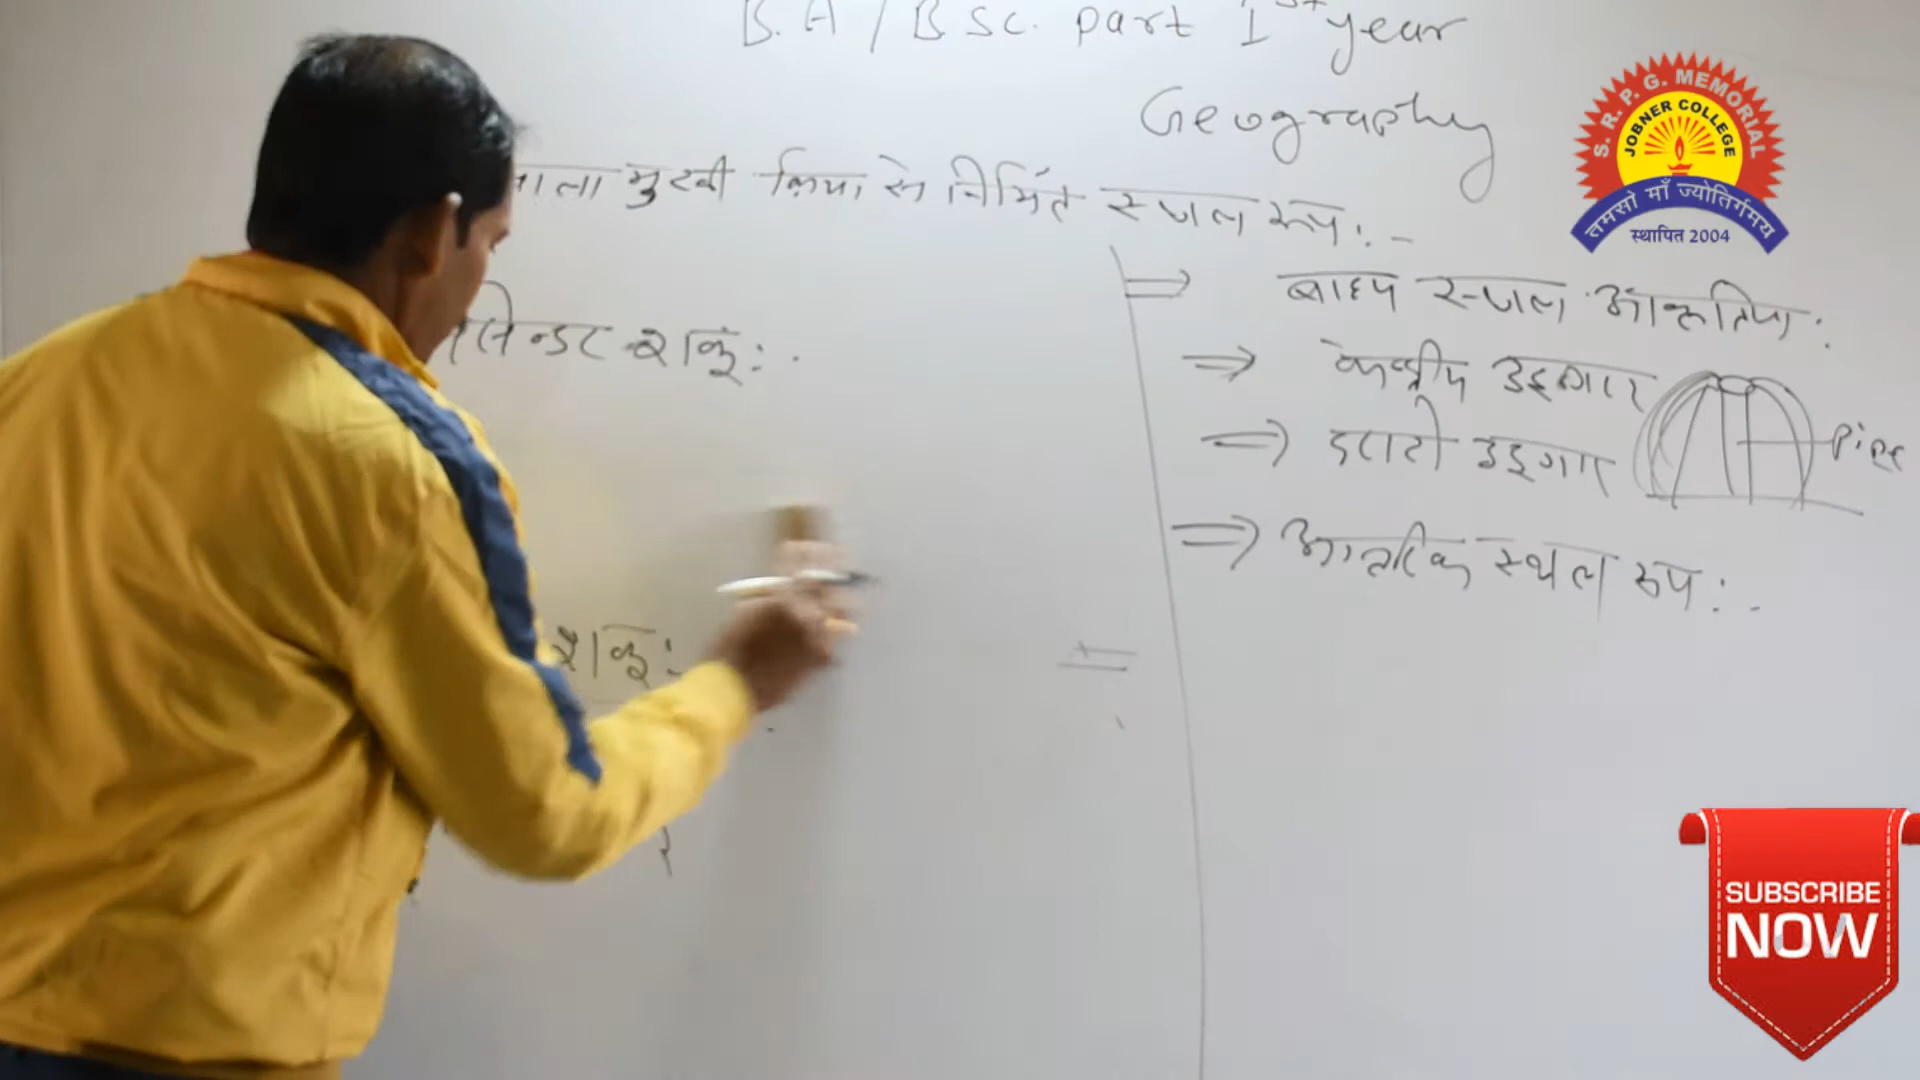 B.A / B.Sc. part 1st year
Geography
मुखी क्रिया से निर्मित स्थल रूप :-
शंकु :-
⇒ बाह्य स्थल आकृतियां :
⇒ केन्द्रीय उद्गार
⇒ दरारी उद्गार
Pipe
⇒ आन्तरिक स्थल रूप :-
शंकु :-
=
S. R. P. G. MEMORIAL
JOBNER COLLEGE
तमसो माँ ज्योतिर्गमय
स्थापित 2004
SUBSCRIBE
NOW